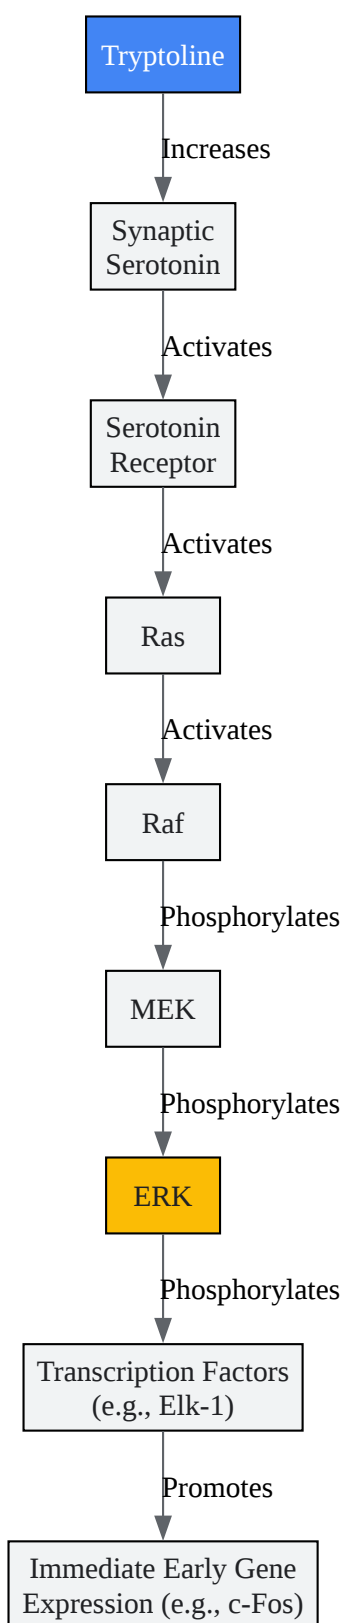 Tryptoline
Increases
Synaptic
Serotonin
Activates
Serotonin
Receptor
Activates
Ras
Activates
Raf
Phosphorylates
MEK
Phosphorylates
ERK
Phosphorylates
Transcription Factors
(e.g., Elk-1)
Promotes
Immediate Early Gene
Expression (e.g., c-Fos)